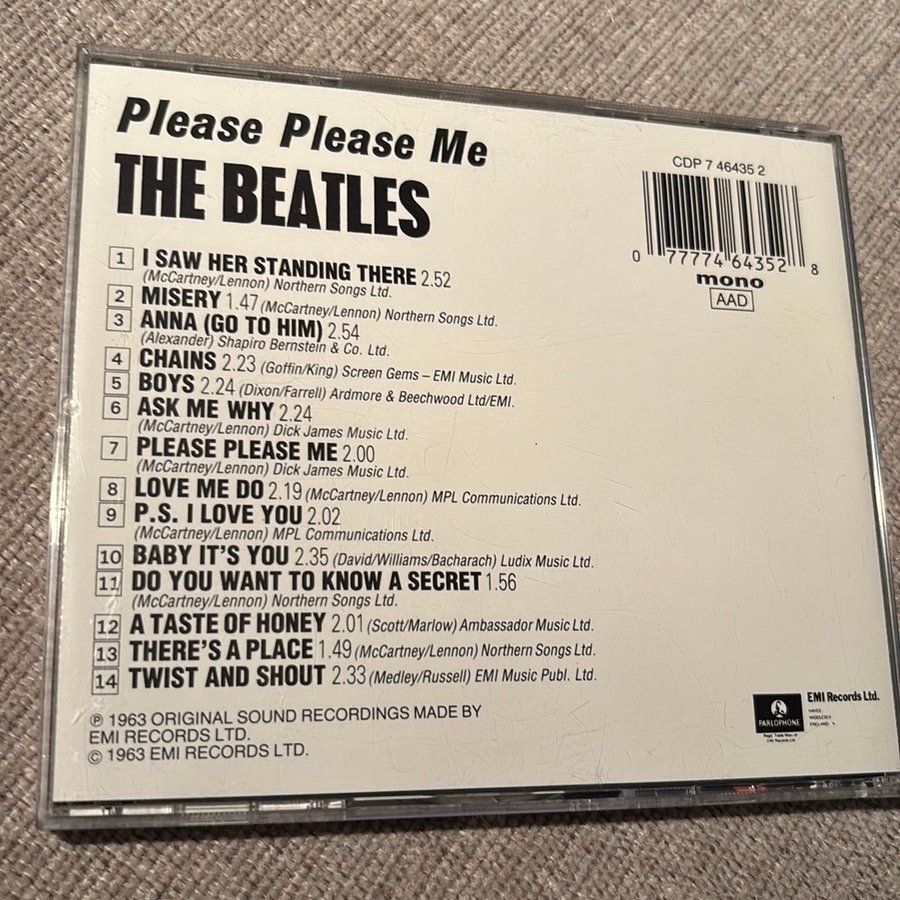 Please Please Me
THE BEATLES
CDP 7 46435 2
0 77774 64352 8
mono
AAD
1 I SAW HER STANDING THERE 2.52
(McCartney/Lennon) Northern Songs Ltd.
2 MISERY 1.47 (McCartney/Lennon) Northern Songs Ltd.
3 ANNA (GO TO HIM) 2.54
(Alexander) Shapiro Bernstein & Co. Ltd.
4 CHAINS 2.23 (Goffin/King) Screen Gems – EMI Music Ltd.
5 BOYS 2.24 (Dixon/Farrell) Ardmore & Beechwood Ltd/EMI.
6 ASK ME WHY 2.24
(McCartney/Lennon) Dick James Music Ltd.
7 PLEASE PLEASE ME 2.00
(McCartney/Lennon) Dick James Music Ltd.
8 LOVE ME DO 2.19 (McCartney/Lennon) MPL Communications Ltd.
9 P.S. I LOVE YOU 2.02
(McCartney/Lennon) MPL Communications Ltd.
10 BABY IT'S YOU 2.35 (David/Williams/Bacharach) Ludix Music Ltd.
11 DO YOU WANT TO KNOW A SECRET 1.56
(McCartney/Lennon) Northern Songs Ltd.
12 A TASTE OF HONEY 2.01 (Scott/Marlow) Ambassador Music Ltd.
13 THERE'S A PLACE 1.49 (McCartney/Lennon) Northern Songs Ltd.
14 TWIST AND SHOUT 2.33 (Medley/Russell) EMI Music Publ. Ltd.
℗ 1963 ORIGINAL SOUND RECORDINGS MADE BY
EMI RECORDS LTD.
© 1963 EMI RECORDS LTD.
PARLOPHONE
Regd. Trade Mark of
EMI Records Ltd.
EMI Records Ltd.
HAYES
MIDDLESEX
ENGLAND